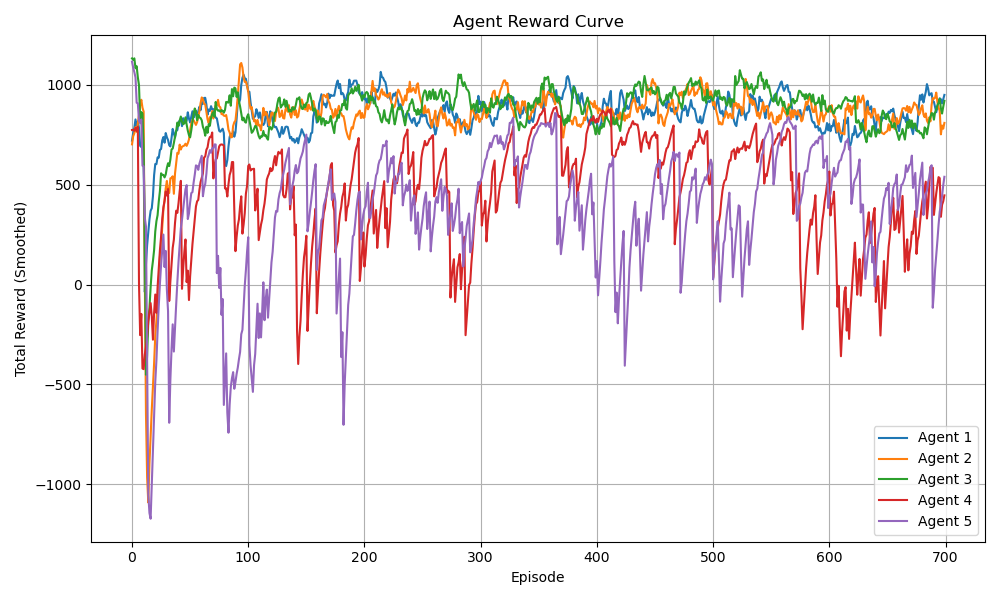 Agent Reward Curve
Total Reward (Smoothed)
1000
500
0
−500
−1000
0 100 200 300 400 500 600 700
Episode
Agent 1
Agent 2
Agent 3
Agent 4
Agent 5